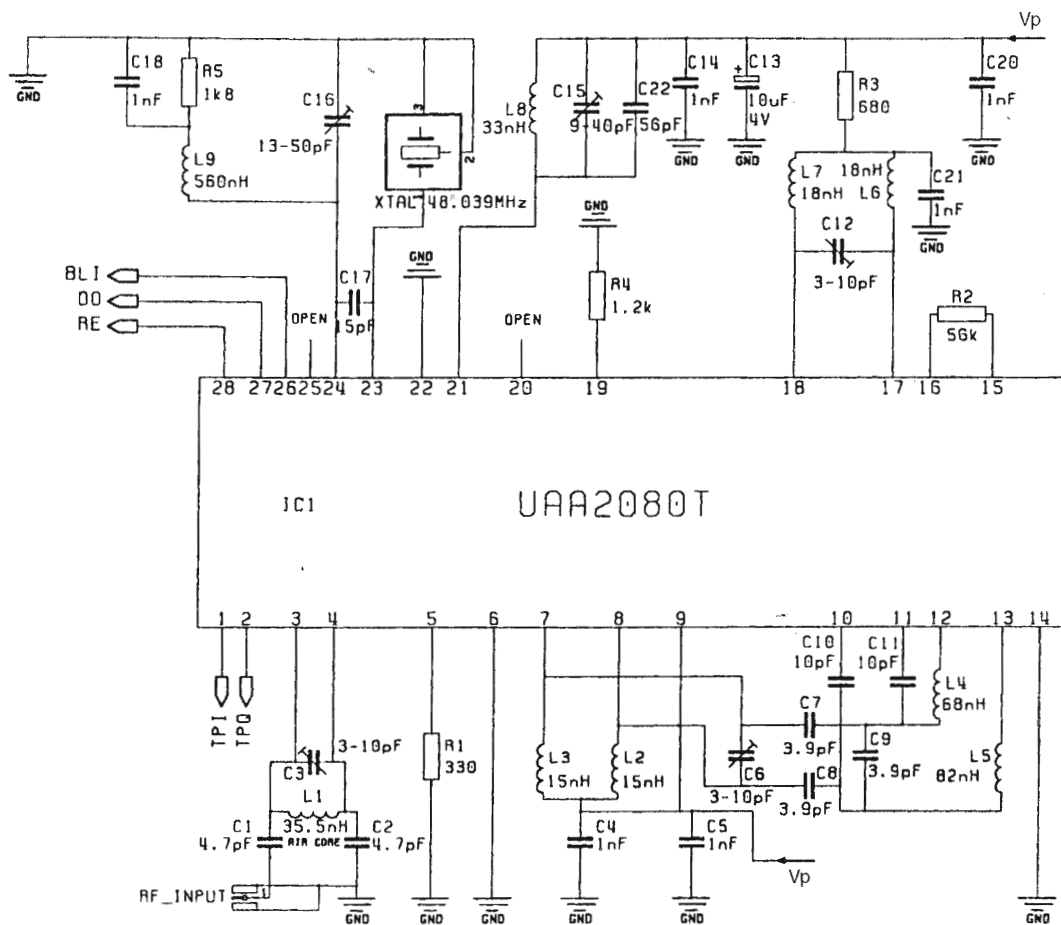 Vp
GND
C18
1nF
R5
1k8
C16
13-50pF
3
2
1
XTAL 48.039MHz
L9
560nH
L8
33nH
C15
9-40pF
C22
56pF
C14
1nF
GND
C13
+
10uF
4V
GND
R3
680
C20
1nF
GND
L7
18nH
18nH
L6
C21
1nF
GND
C12
3-10pF
GND
R4
1.2k
GND
BLI
DO
RE
OPEN
C17
15pF
OPEN
R2
56k
28
27
26
25
24
23
22
21
20
19
18
17
16
15
IC1
UAA2080T
1
2
3
4
5
6
7
8
9
10
11
12
13
14
TPI
TPQ
C3
3-10pF
L1
35.5nH
AIR CORE
C1
4.7pF
C2
4.7pF
RF_INPUT
1
GND
R1
330
GND
GND
L3
15nH
L2
15nH
C4
1nF
GND
C5
1nF
GND
C6
3-10pF
C7
3.9pF
C8
3.9pF
C9
3.9pF
C10
10pF
C11
10pF
L4
68nH
L5
82nH
Vp
GND